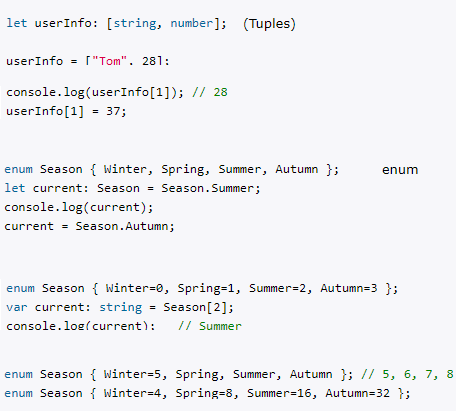 let userInfo: [string, number]; (Tuples)
userInfo = ["Tom". 28]:
console.log(userInfo[1]); // 28
userInfo[1] = 37;
enum Season { Winter, Spring, Summer, Autumn }; enum
let current: Season = Season.Summer;
console.log(current);
current = Season.Autumn;
enum Season { Winter=0, Spring=1, Summer=2, Autumn=3 };
var current: string = Season[2];
console.log(current): // Summer
enum Season { Winter=5, Spring, Summer, Autumn }; // 5, 6, 7, 8
enum Season { Winter=4, Spring=8, Summer=16, Autumn=32 };